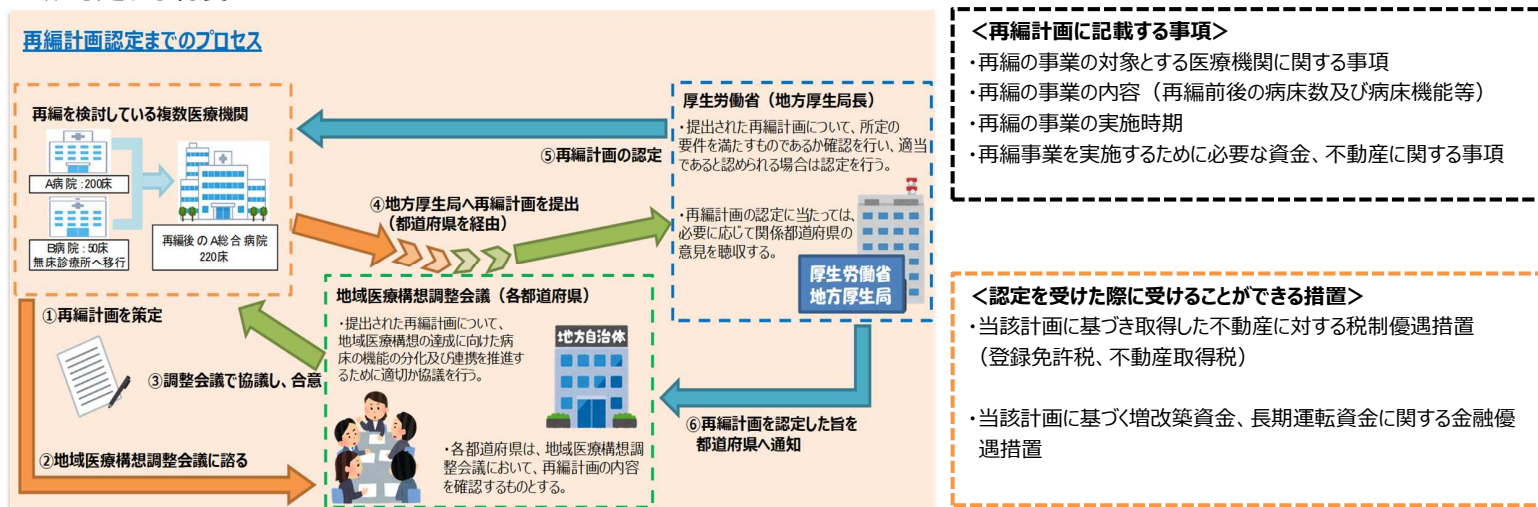 再編計画認定までのプロセス
再編を検討している複数医療機関
A病院:200床
B病院:50床
無床診療所へ移行
再編後のA総合病院
220床
①再編計画を策定
②地域医療構想調整会議に諮る
③調整会議で協議し、合意
④地方厚生局へ再編計画を提出
(都道府県を経由)
⑤再編計画の認定
厚生労働省(地方厚生局長)
・提出された再編計画について、所定の
要件を満たすものであるか確認を行い、適当
であると認められる場合は認定を行う。
・再編計画の認定に当たっては、
必要に応じて関係都道府県の
意見を聴収する。
厚生労働省
地方厚生局
地域医療構想調整会議(各都道府県)
・提出された再編計画について、
地域医療構想の達成に向けた病
床の機能の分化及び連携を推進す
るために適切か協議を行う。
地方自治体
・各都道府県は、地域医療構想調
整会議において、再編計画の内容
を確認するものとする。
⑥再編計画を認定した旨を
都道府県へ通知
<再編計画に記載する事項>
・再編の事業の対象とする医療機関に関する事項
・再編の事業の内容(再編前後の病床数及び病床機能等)
・再編の事業の実施時期
・再編事業を実施するために必要な資金、不動産に関する事項
<認定を受けた際に受けることができる措置>
・当該計画に基づき取得した不動産に対する税制優遇措置
(登録免許税、不動産取得税)
・当該計画に基づく増改築資金、長期運転資金に関する金融優
遇措置